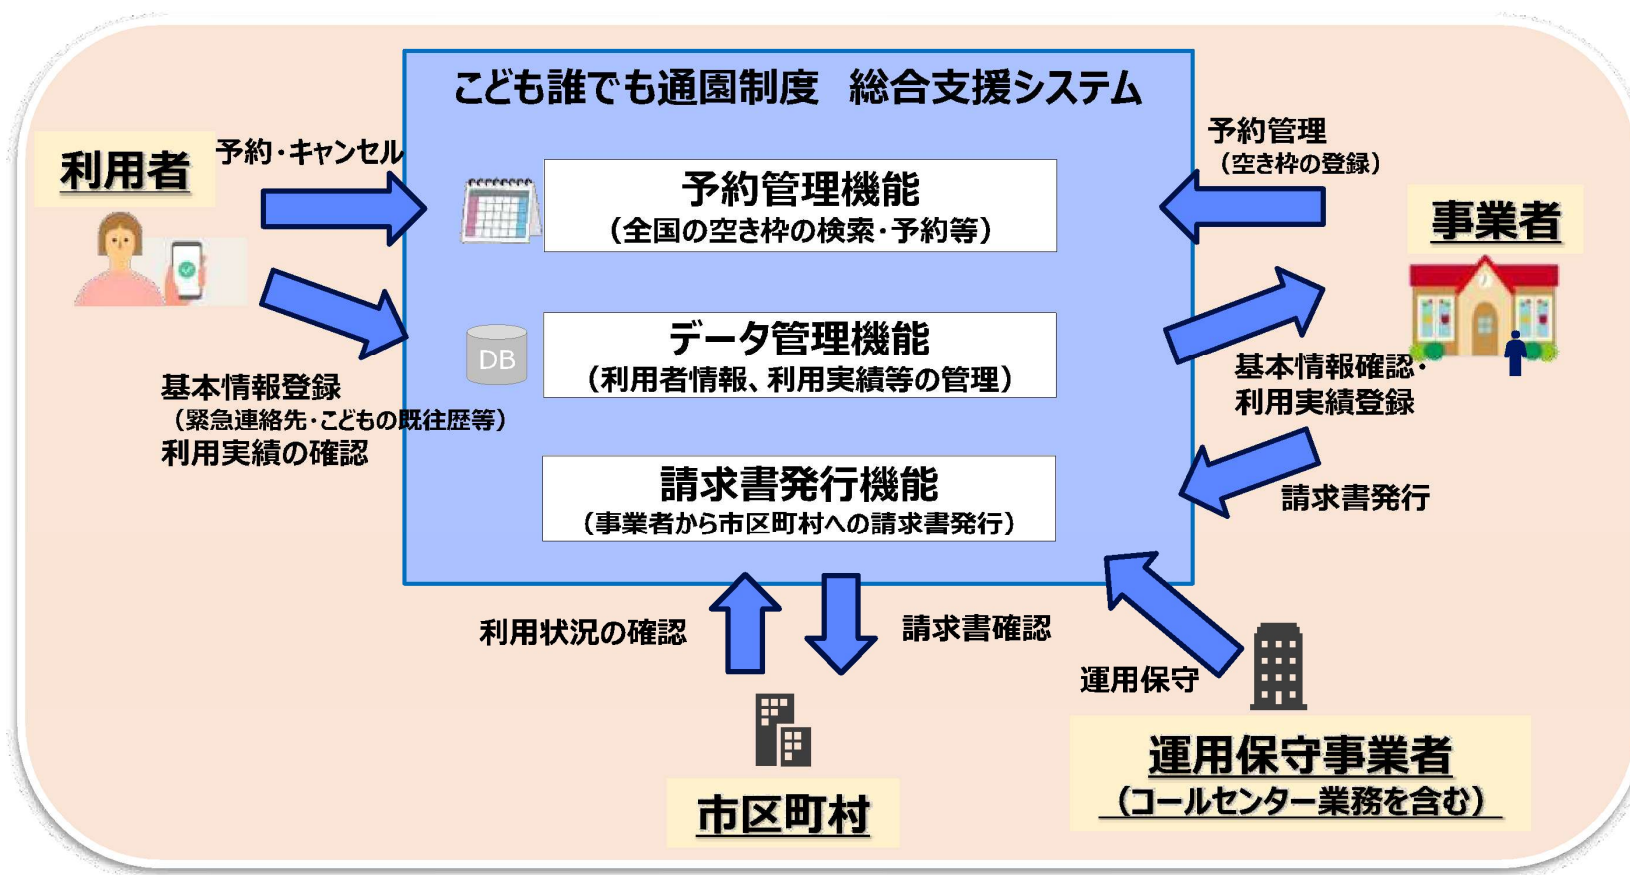 こども誰でも通園制度 総合支援システム
利用者
予約・キャンセル
予約管理機能
（全国の空き枠の検索・予約等）
予約管理
（空き枠の登録）
事業者
基本情報登録
（緊急連絡先・こどもの既往歴等）
利用実績の確認
DB
データ管理機能
（利用者情報、利用実績等の管理）
基本情報確認・
利用実績登録
請求書発行機能
（事業者から市区町村への請求書発行）
請求書発行
利用状況の確認
請求書確認
運用保守
市区町村
運用保守事業者
（コールセンター業務を含む）